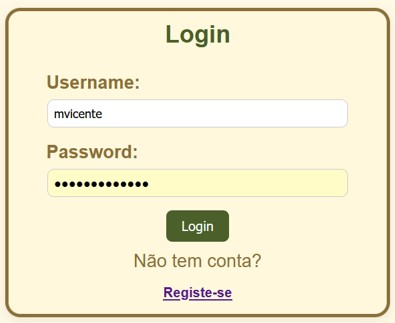 Login
Username:
mvicente
Password:
•••••••••••••
Login
Não tem conta?
Registe-se